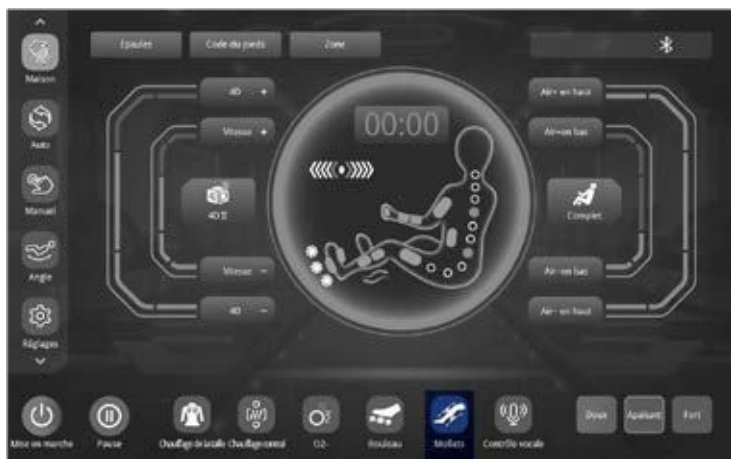 Epaules
Code du pieds
Zone
Maison
Auto
Manuel
Angle
Réglages
4D +
Vitesse +
4D II
Vitesse −
4D −
00:00
Air+ en haut
Air+en bas
Complet
Air− en bas
Air− en haut
Mise en marche
Pause
Chauffage de la taille
Chauffage central
O2-
Rouleau
Mollets
Contrôle vocale
Doux
Apaisant
Fort